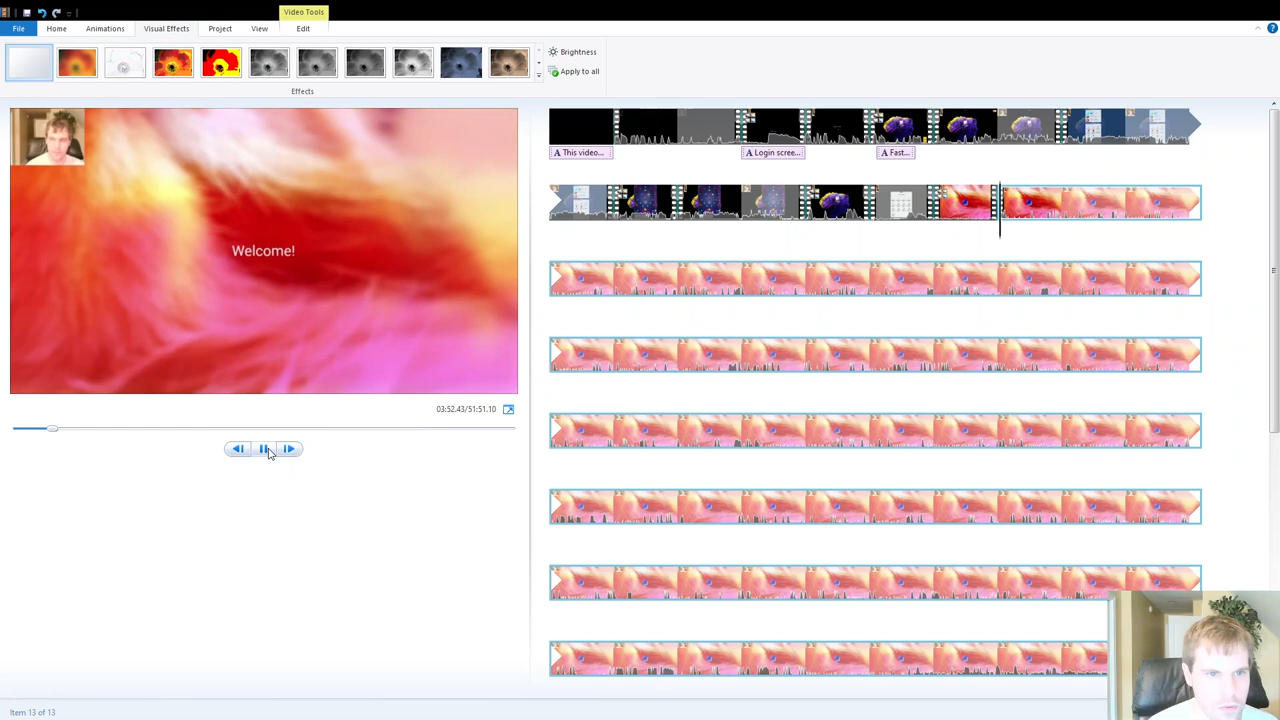 Video Tools
File Home Animations Visual Effects Project View Edit
Brightness
Apply to all
Effects
Welcome!
03:52.43/51:51.10
A This video...
A Login scree...
A Fast...
Item 13 of 13